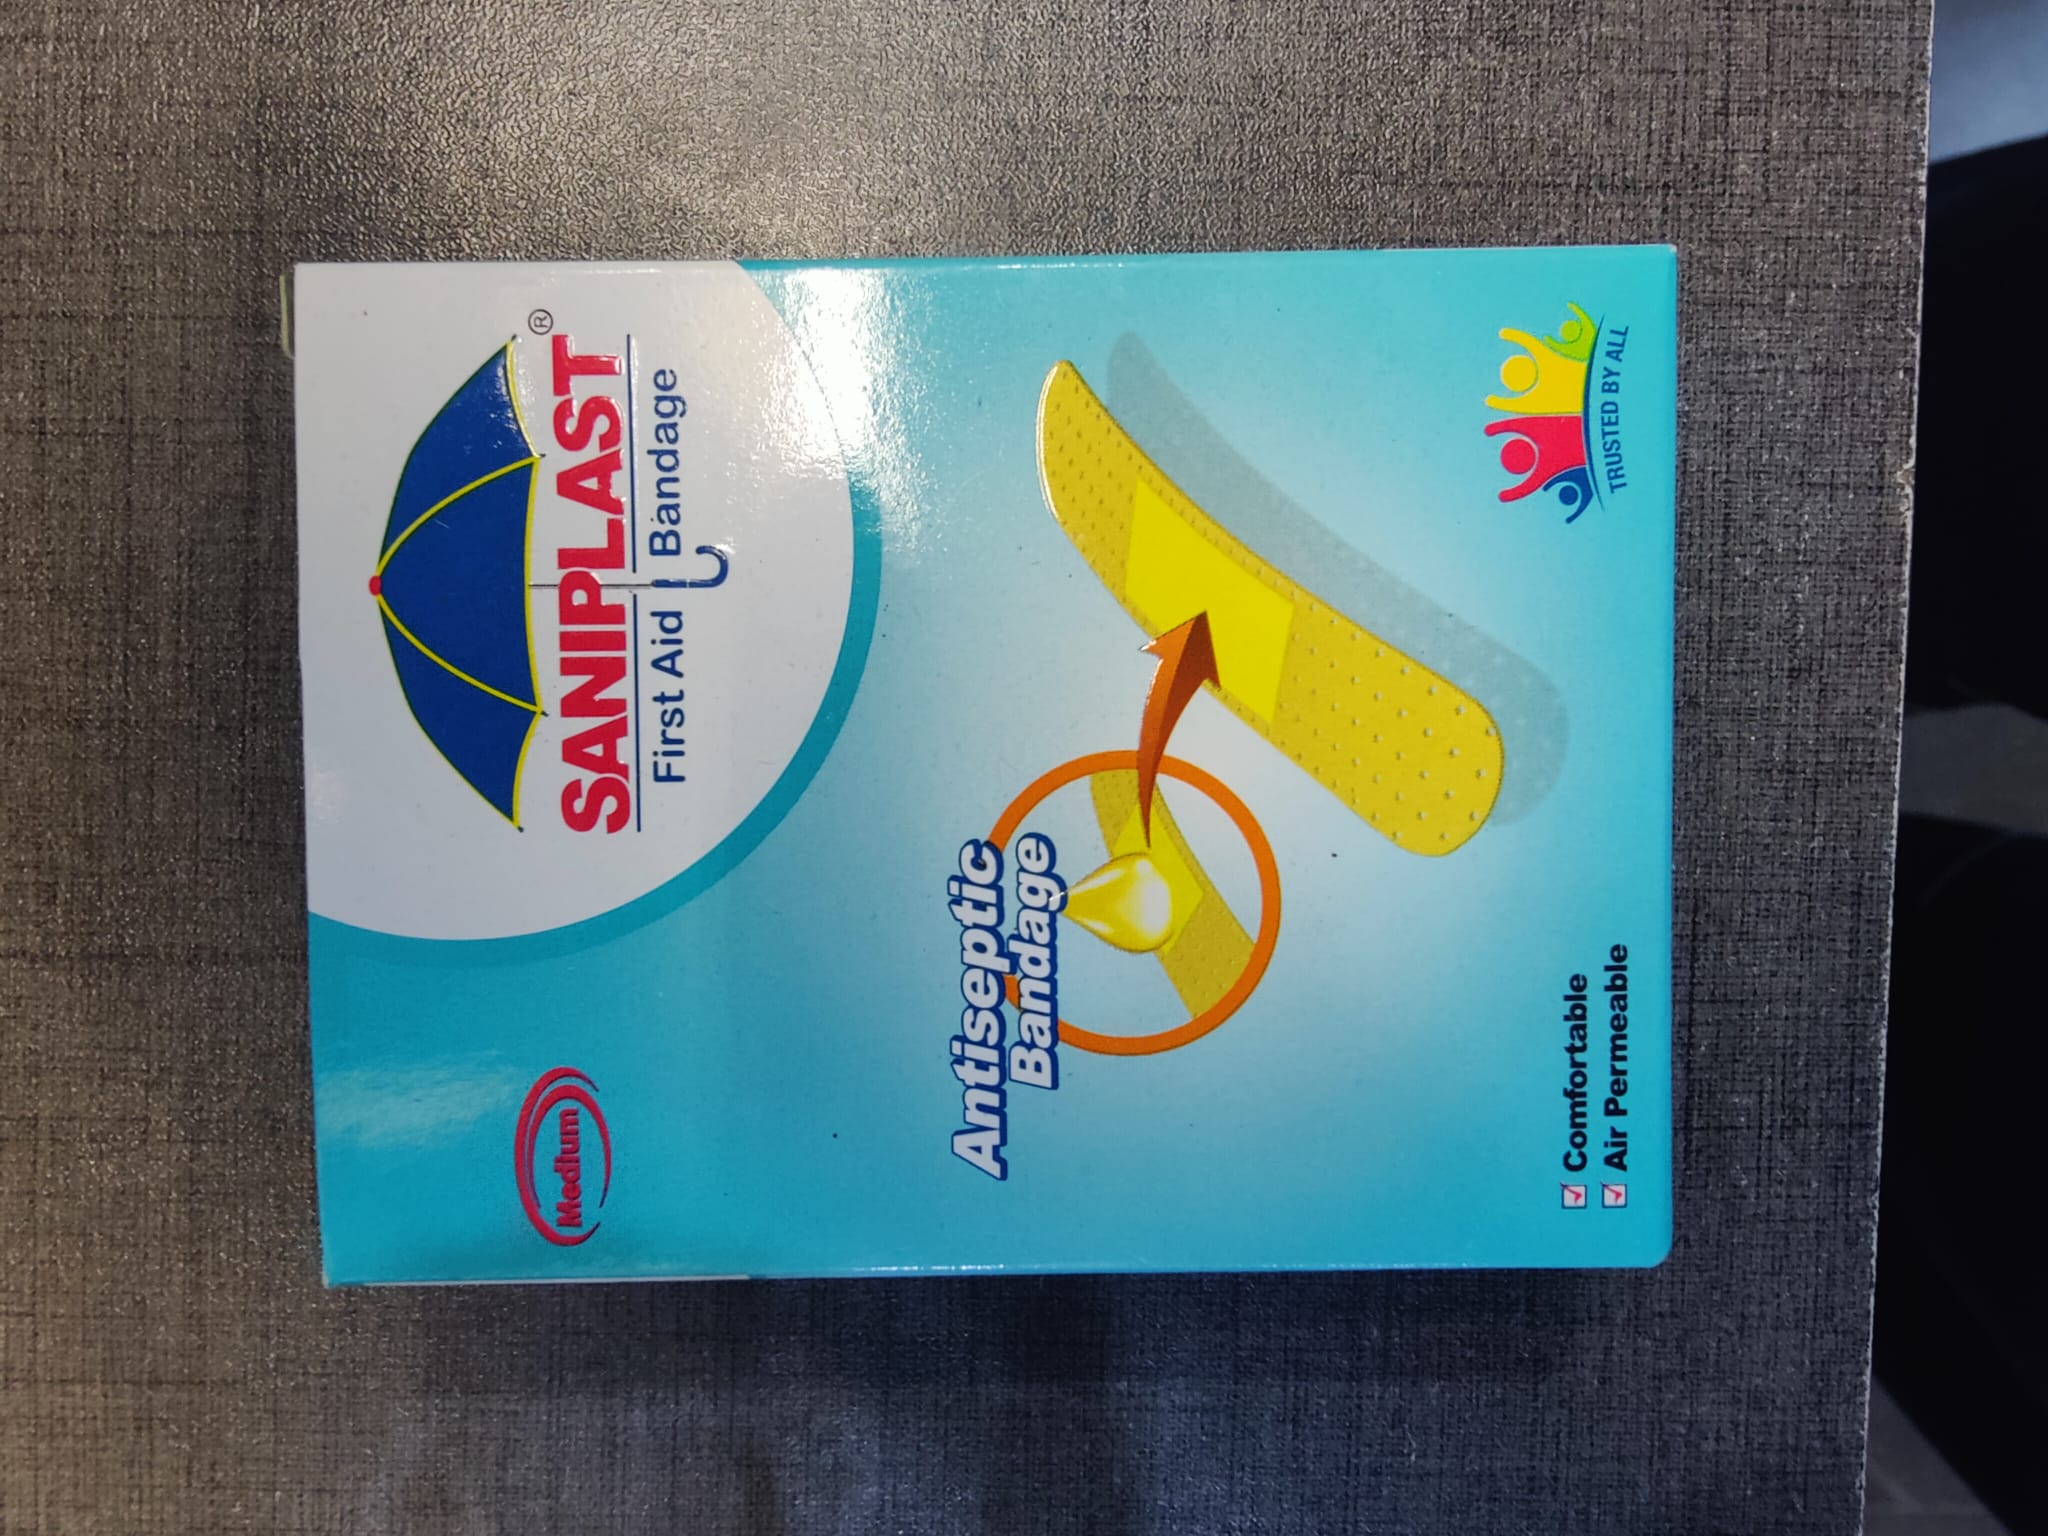 SANIPLAST®
First Aid Bandage
Medium
Antiseptic
Bandage
Comfortable
Air Permeable
TRUSTED BY ALL